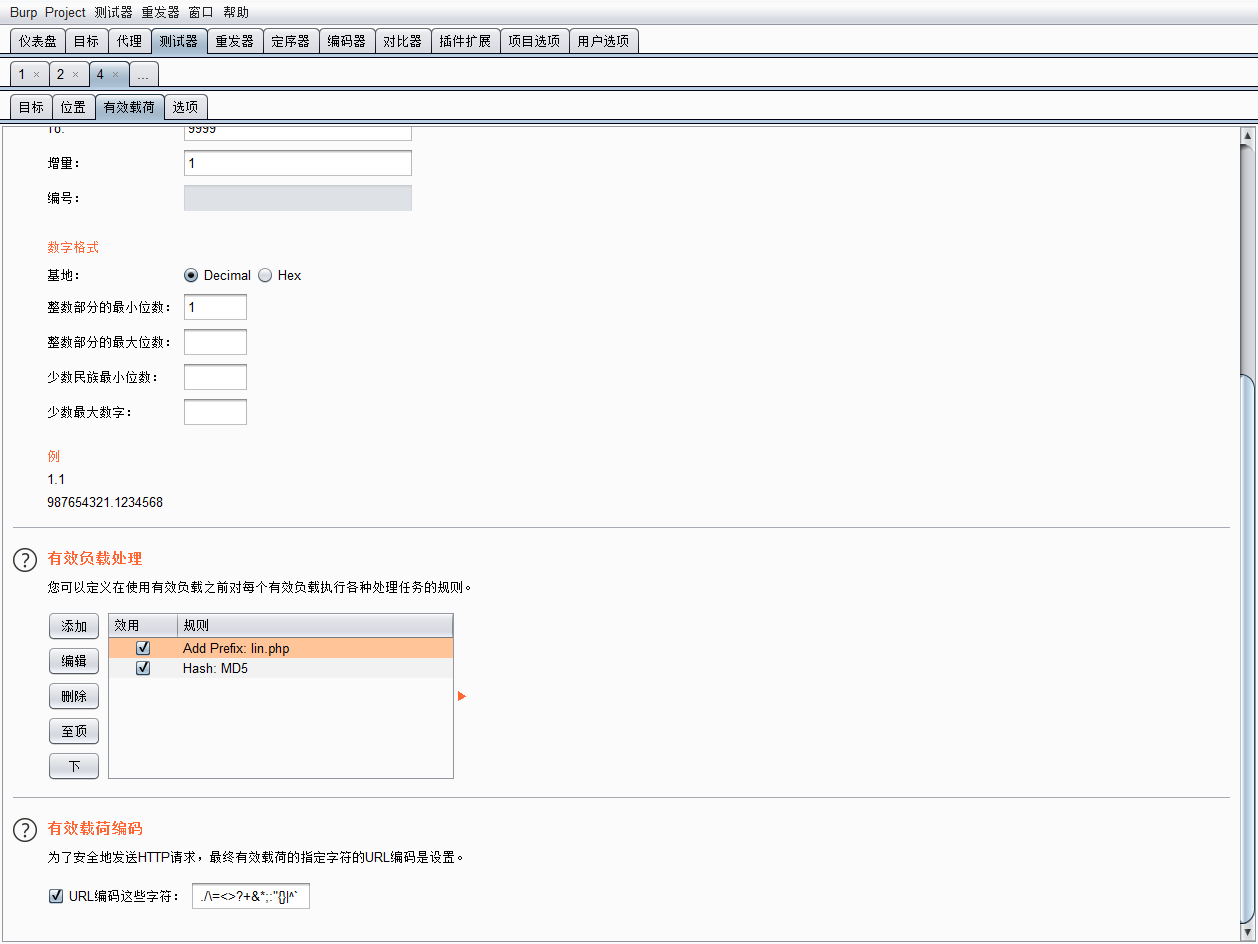 Burp Project 测试器 重发器 窗口 帮助
仪表盘 目标 代理 测试器 重发器 定序器 编码器 对比器 插件扩展 项目选项 用户选项
1 × 2 × 4 × ...
目标 位置 有效载荷 选项
To: 9999
增量： 1
编号：
数字格式
基地： Decimal Hex
整数部分的最小位数： 1
整数部分的最大位数：
少数民族最小位数：
少数最大数字：
例
1.1
987654321.1234568
? 有效负载处理
您可以定义在使用有效负载之前对每个有效负载执行各种处理任务的规则。
添加 效用 规则
Add Prefix: lin.php
编辑 Hash: MD5
删除
至顶
下
? 有效载荷编码
为了安全地发送HTTP请求，最终有效载荷的指定字符的URL编码是设置。
URL编码这些字符： ./\=<>?+&*;:"{}|^`